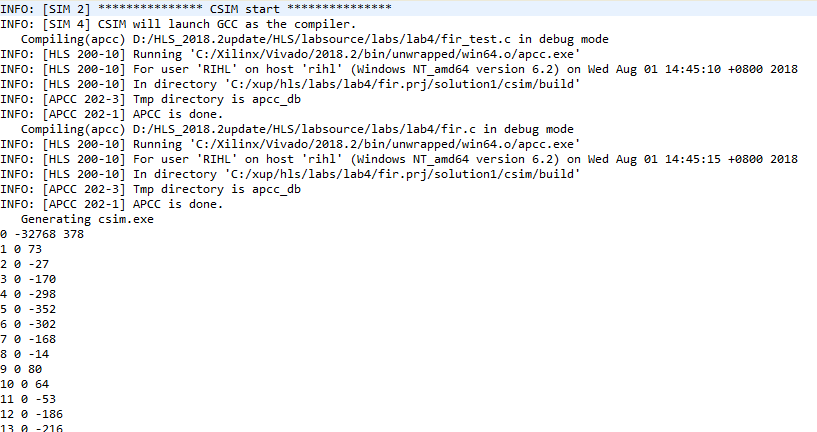 INFO: [SIM 2] *************** CSIM start ***************
INFO: [SIM 4] CSIM will launch GCC as the compiler.
   Compiling(apcc) D:/HLS_2018.2update/HLS/labsource/labs/lab4/fir_test.c in debug mode
INFO: [HLS 200-10] Running 'C:/Xilinx/Vivado/2018.2/bin/unwrapped/win64.o/apcc.exe'
INFO: [HLS 200-10] For user 'RIHL' on host 'rihl' (Windows NT_amd64 version 6.2) on Wed Aug 01 14:45:10 +0800 2018
INFO: [HLS 200-10] In directory 'C:/xup/hls/labs/lab4/fir.prj/solution1/csim/build'
INFO: [APCC 202-3] Tmp directory is apcc_db
INFO: [APCC 202-1] APCC is done.
   Compiling(apcc) D:/HLS_2018.2update/HLS/labsource/labs/lab4/fir.c in debug mode
INFO: [HLS 200-10] Running 'C:/Xilinx/Vivado/2018.2/bin/unwrapped/win64.o/apcc.exe'
INFO: [HLS 200-10] For user 'RIHL' on host 'rihl' (Windows NT_amd64 version 6.2) on Wed Aug 01 14:45:15 +0800 2018
INFO: [HLS 200-10] In directory 'C:/xup/hls/labs/lab4/fir.prj/solution1/csim/build'
INFO: [APCC 202-3] Tmp directory is apcc_db
INFO: [APCC 202-1] APCC is done.
   Generating csim.exe
0 -32768 378
1 0 73
2 0 -27
3 0 -170
4 0 -298
5 0 -352
6 0 -302
7 0 -168
8 0 -14
9 0 80
10 0 64
11 0 -53
12 0 -186
13 0 -216